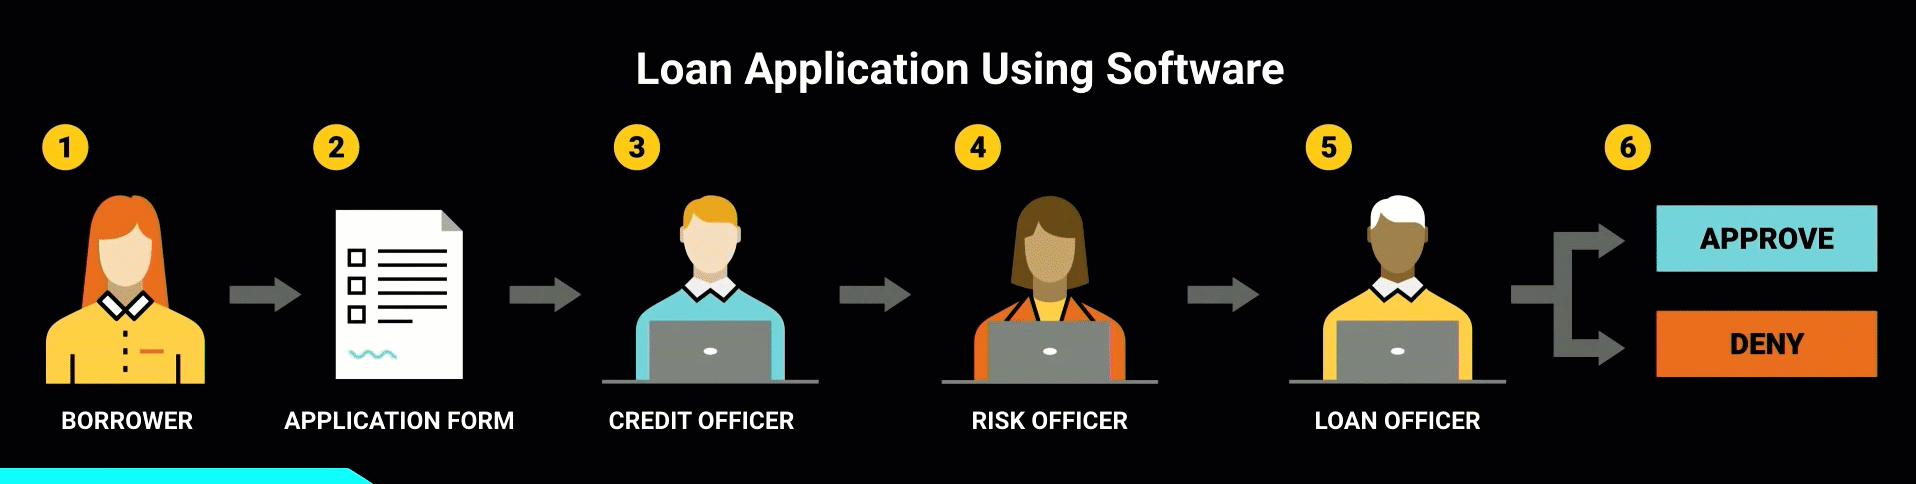 Loan Application Using Software
1
2
3
4
5
6
APPROVE
DENY
BORROWER
APPLICATION FORM
CREDIT OFFICER
RISK OFFICER
LOAN OFFICER